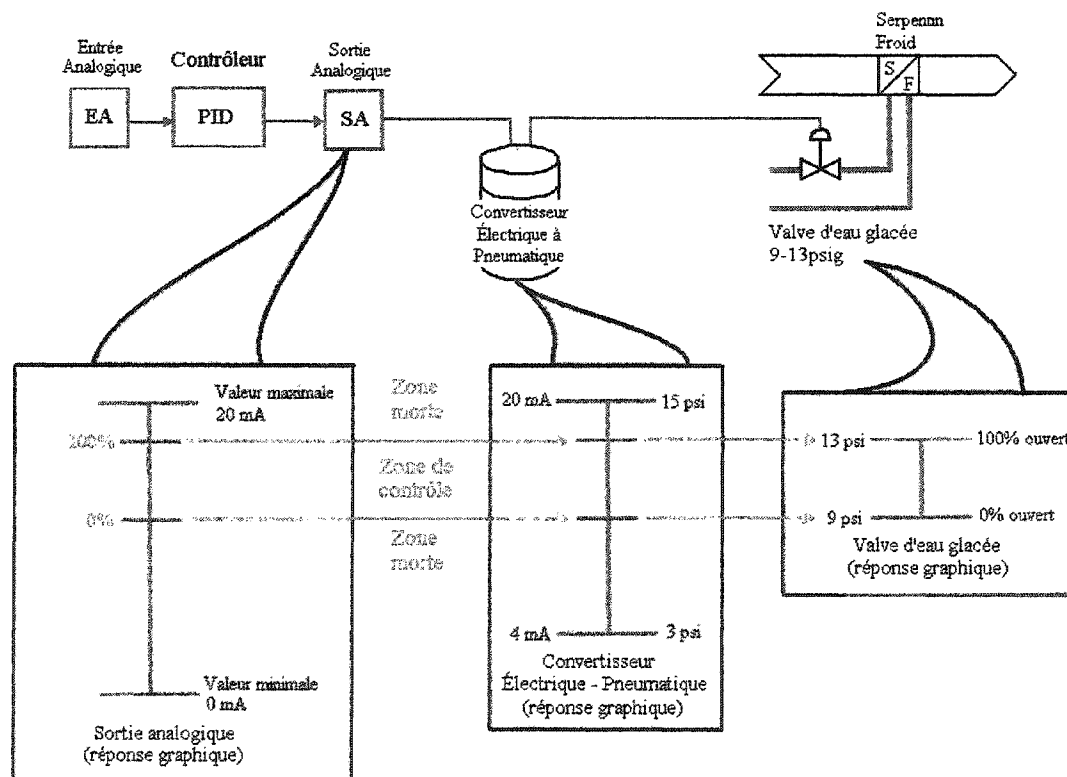 Serpennn
Froid
Entrée
Analogique
Contrôleur
Sortie
Analogique
EA
PID
SA
S
F
Convertisseur
Électrique à
Pneumatique
Valve d'eau glacée
9-13psig
Valeur maximale
20 mA
100%
0%
Valeur minimale
0 mA
Sortie analogique
(réponse graphique)
Zone
morte
Zone de
contrôle
Zone
morte
20 mA
15 psi
4 mA
3 psi
Convertisseur
Électrique - Pneumatique
(réponse graphique)
13 psi
100% ouvert
9 psi
0% ouvert
Valve d'eau glacée
(réponse graphique)